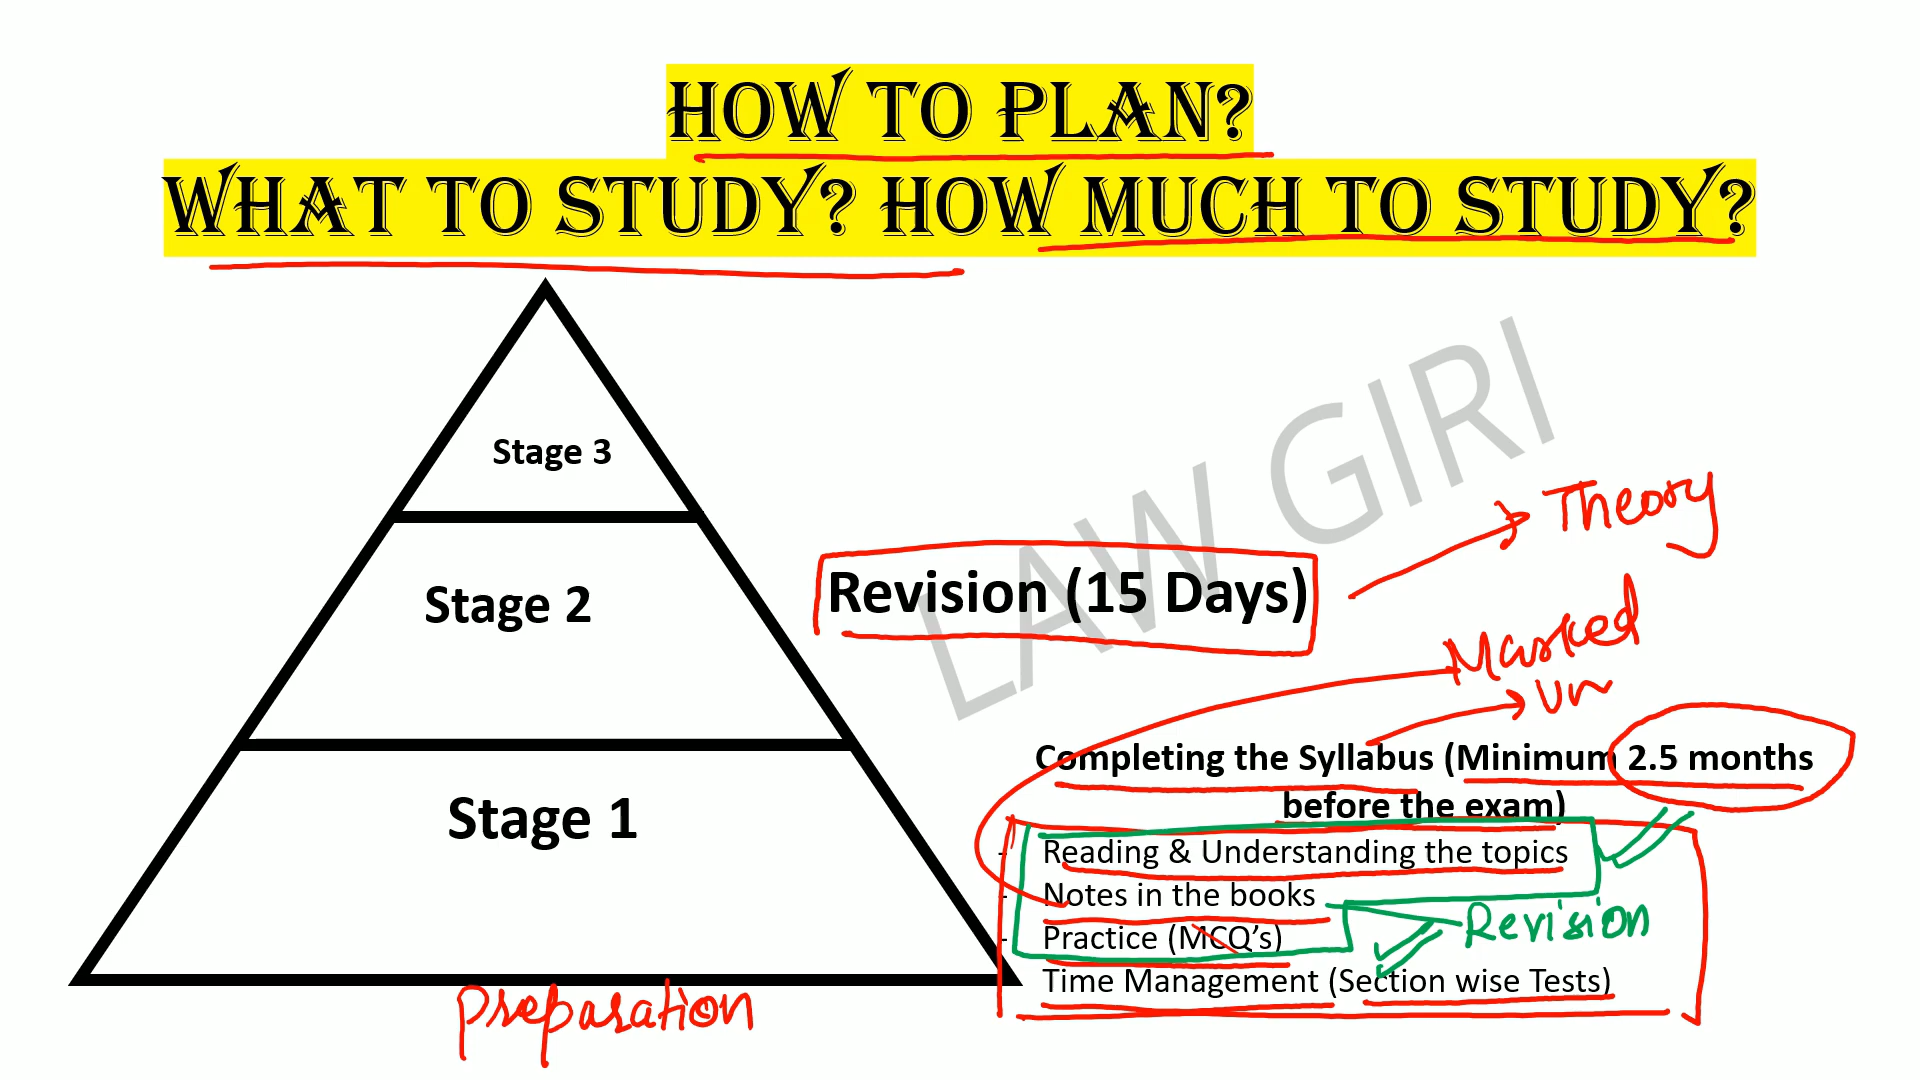 HOW TO PLAN?
WHAT TO STUDY? HOW MUCH TO STUDY?
Stage 3
LAW GIRI
Theory
Stage 2
Revision (15 Days)
Marked
Completing the Syllabus (Minimum 2.5 months
before the exam)
Stage 1
- Reading & Understanding the topics
- Notes in the books
Revision
- Practice (MCQ’s)
Time Management (Section wise Tests)
Preparation